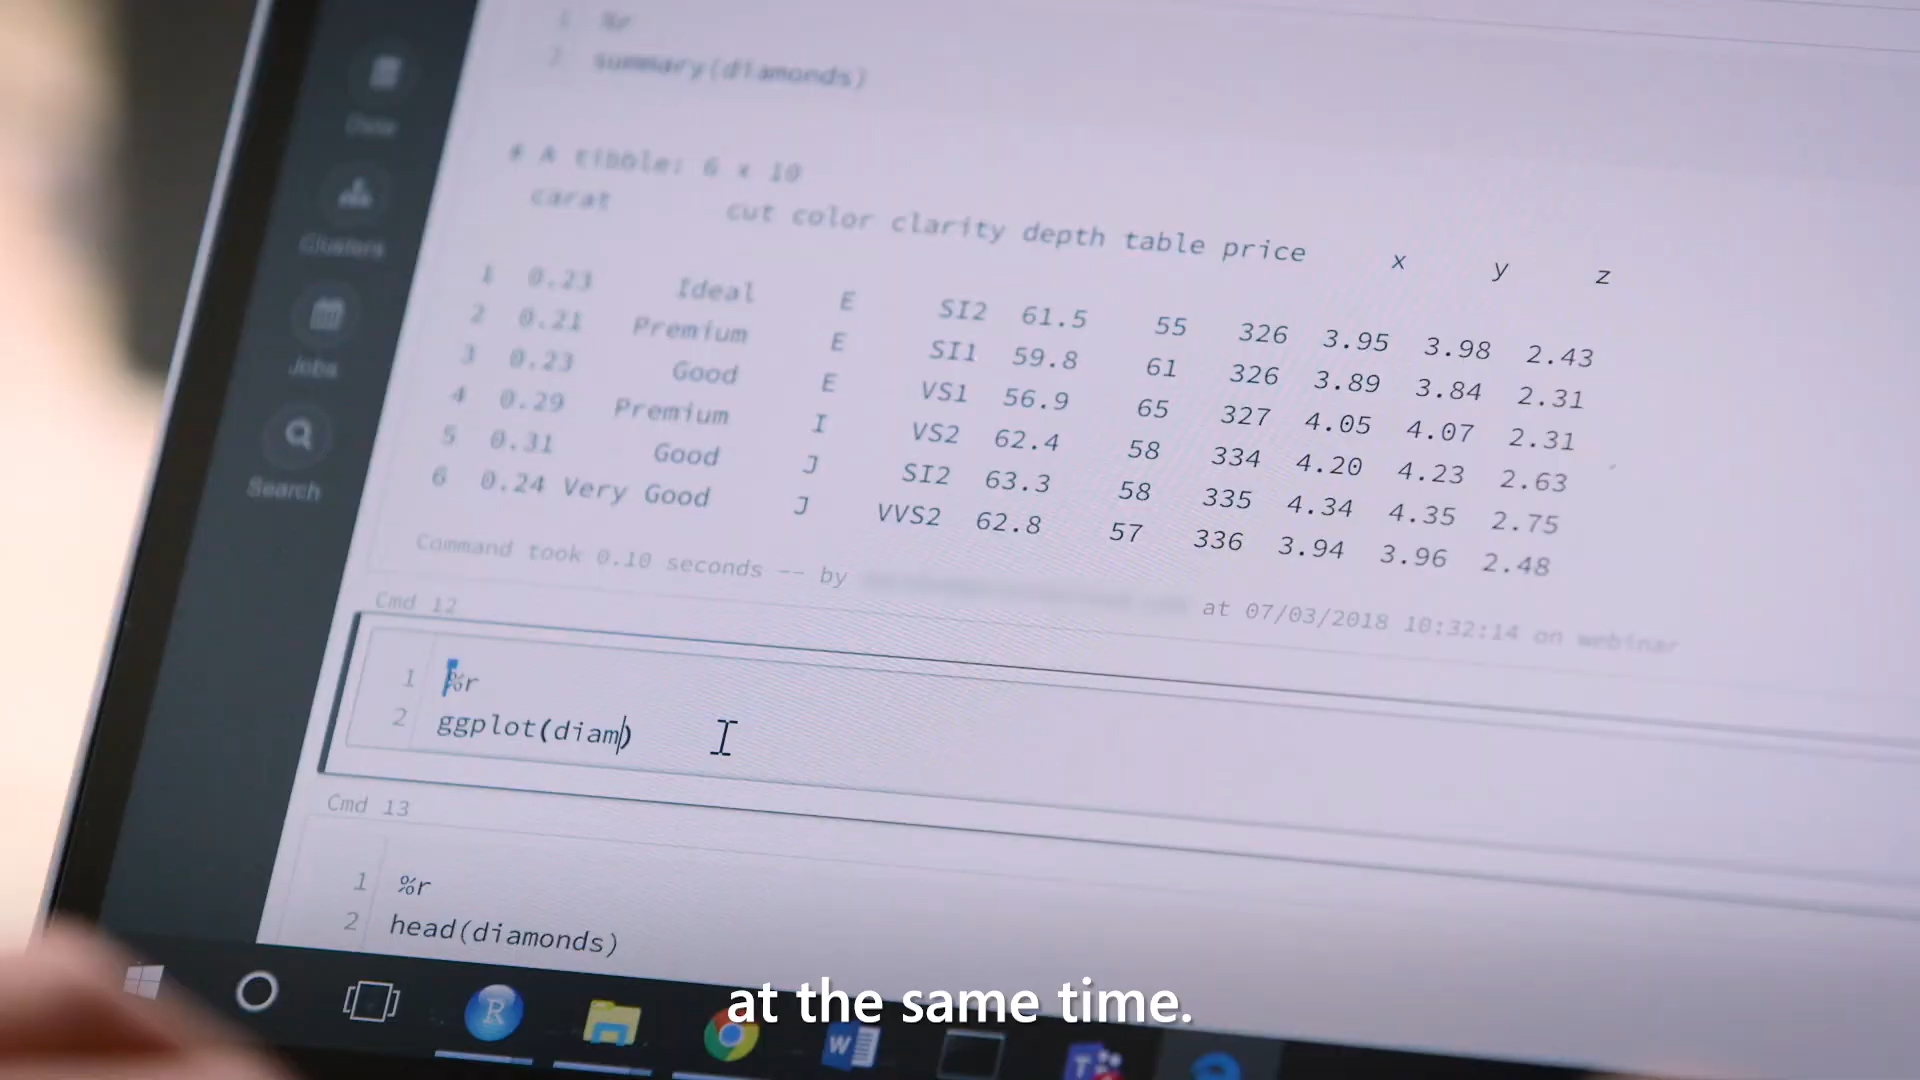 1 %r
2 summary(diamonds)
# A tibble: 6 x 10
carat cut color clarity depth table price x y z
1 0.23 Ideal E SI2 61.5 55 326 3.95 3.98 2.43
2 0.21 Premium E SI1 59.8 61 326 3.89 3.84 2.31
3 0.23 Good E VS1 56.9 65 327 4.05 4.07 2.31
4 0.29 Premium I VS2 62.4 58 334 4.20 4.23 2.63
5 0.31 Good J SI2 63.3 58 335 4.34 4.35 2.75
6 0.24 Very Good J VVS2 62.8 57 336 3.94 3.96 2.48
Command took 0.10 seconds -- by at 07/03/2018 10:32:14 on webinar
Cmd 12
1 %r
2 ggplot(diam)
Cmd 13
1 %r
2 head(diamonds)
Data
Clusters
Jobs
Search
R
W
T
at the same time.